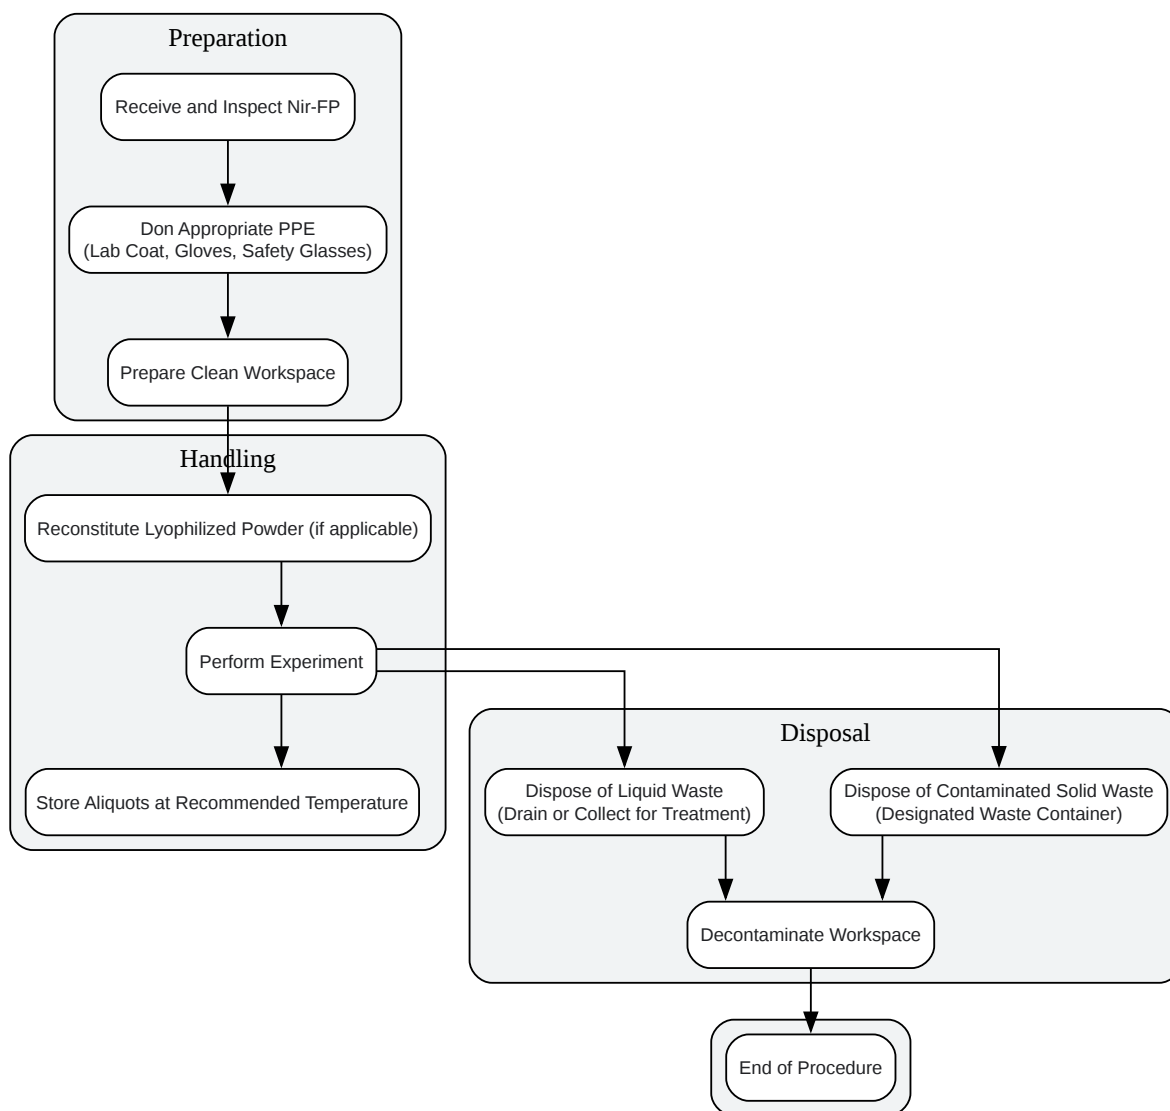 Preparation
Receive and Inspect Nir-FP
Don Appropriate PPE
(Lab Coat, Gloves, Safety Glasses)
Prepare Clean Workspace
Handling
Reconstitute Lyophilized Powder (if applicable)
Perform Experiment
Store Aliquots at Recommended Temperature
Disposal
Dispose of Liquid Waste
(Drain or Collect for Treatment)
Dispose of Contaminated Solid Waste
(Designated Waste Container)
Decontaminate Workspace
End of Procedure